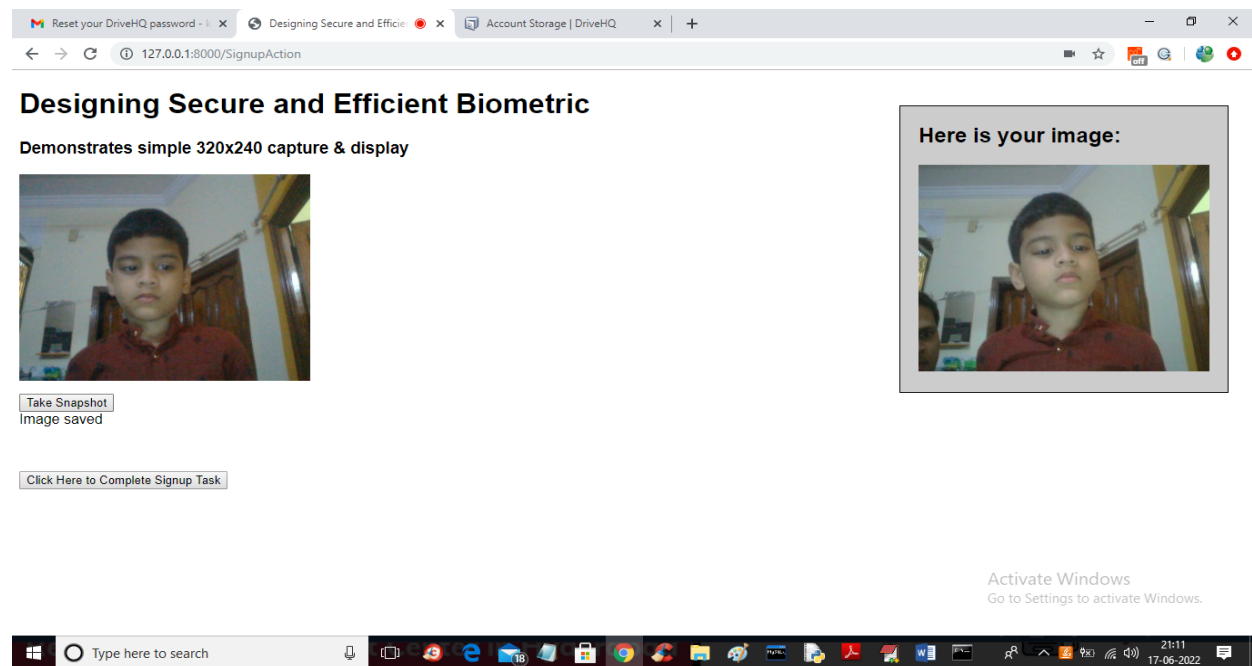 Reset your DriveHQ password - k
Designing Secure and Efficie
Account Storage | DriveHQ
127.0.0.1:8000/SignupAction
off
Designing Secure and Efficient Biometric
Demonstrates simple 320x240 capture & display
Here is your image:
Take Snapshot
Image saved
Click Here to Complete Signup Task
Activate Windows
Go to Settings to activate Windows.
Type here to search
18
21:11
17-06-2022